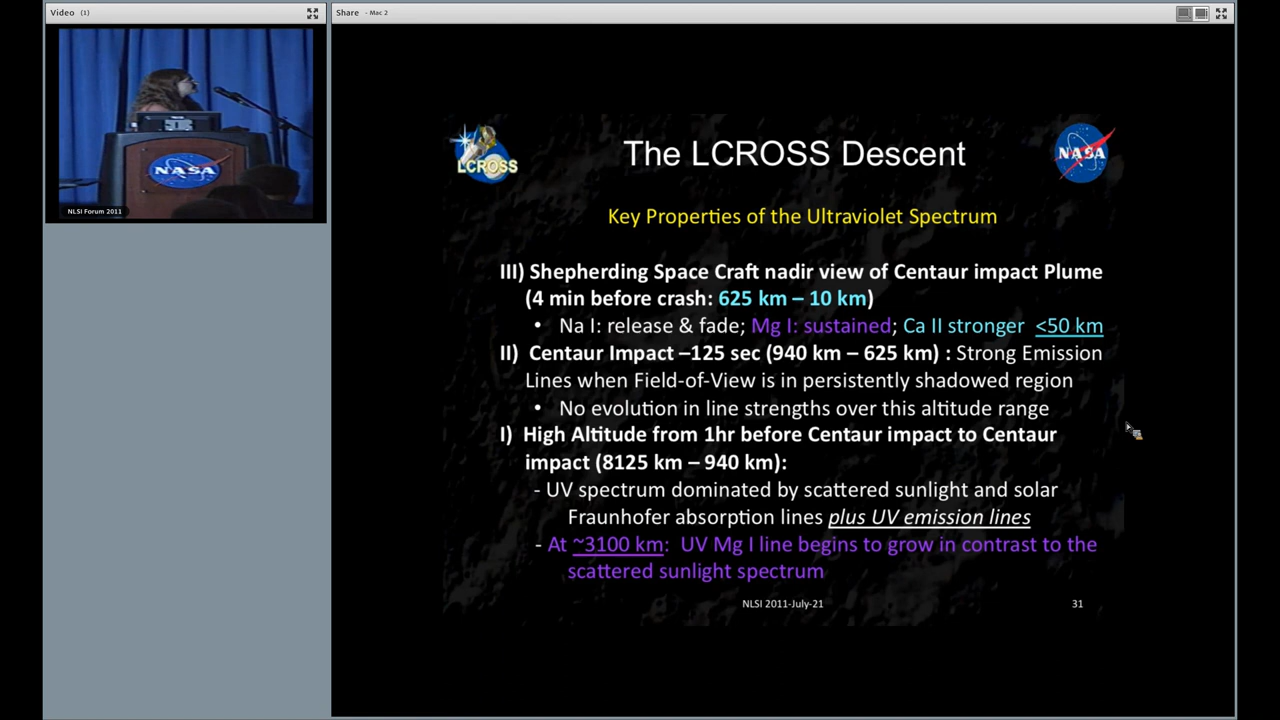 Video (1)
Share - Mac 2
NASA
NLSI Forum 2011
LCROSS
The LCROSS Descent
NASA
Key Properties of the Ultraviolet Spectrum
III) Shepherding Space Craft nadir view of Centaur impact Plume
(4 min before crash: 625 km – 10 km)
• Na I: release & fade; Mg I: sustained; Ca II stronger <50 km
II) Centaur Impact –125 sec (940 km – 625 km) : Strong Emission
Lines when Field-of-View is in persistently shadowed region
• No evolution in line strengths over this altitude range
I) High Altitude from 1hr before Centaur impact to Centaur
impact (8125 km – 940 km):
- UV spectrum dominated by scattered sunlight and solar
Fraunhofer absorption lines plus UV emission lines
- At ~3100 km: UV Mg I line begins to grow in contrast to the
scattered sunlight spectrum
NLSI 2011-July-21
31